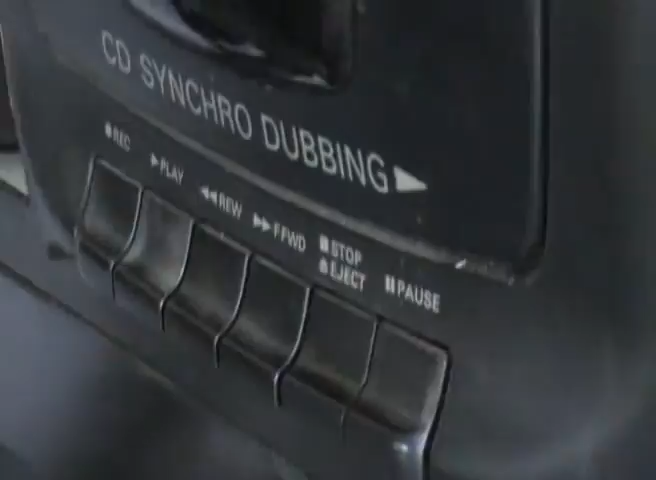 CD SYNCHRO DUBBING ▶
●REC
▶PLAY
◀◀REW
▶▶FFWD
■STOP
▲EJECT
❚❚PAUSE